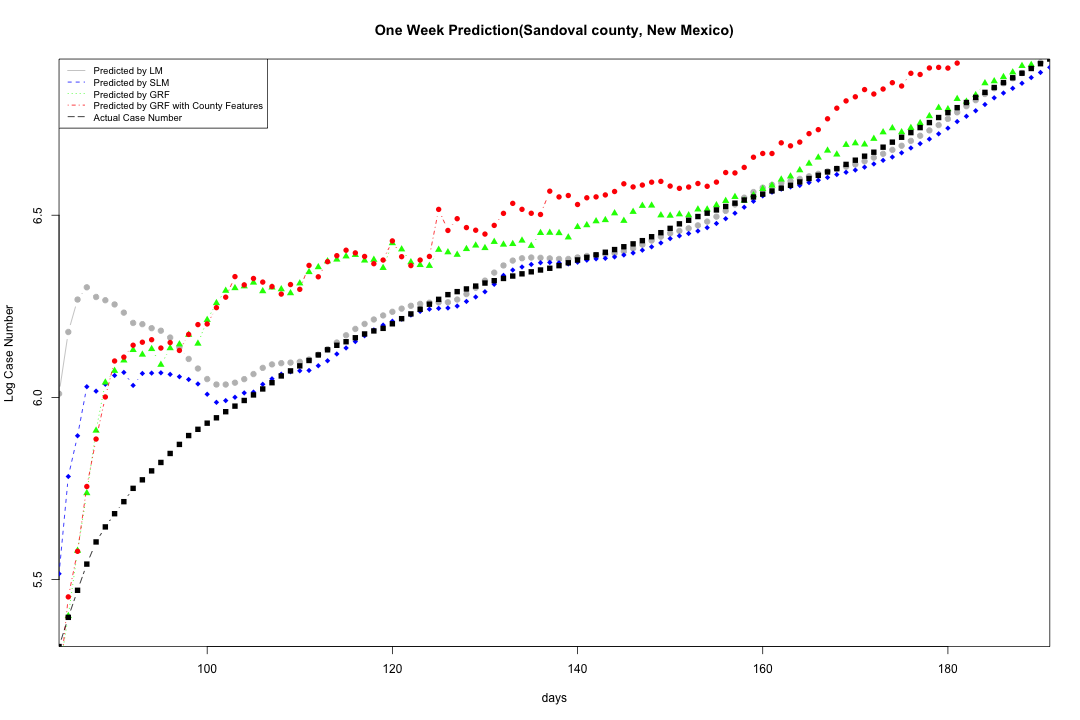 One Week Prediction(Sandoval county, New Mexico)
Predicted by LM
Predicted by SLM
Predicted by GRF
Predicted by GRF with County Features
Actual Case Number
Log Case Number
6.5
6.0
5.5
100 120 140 160 180
days